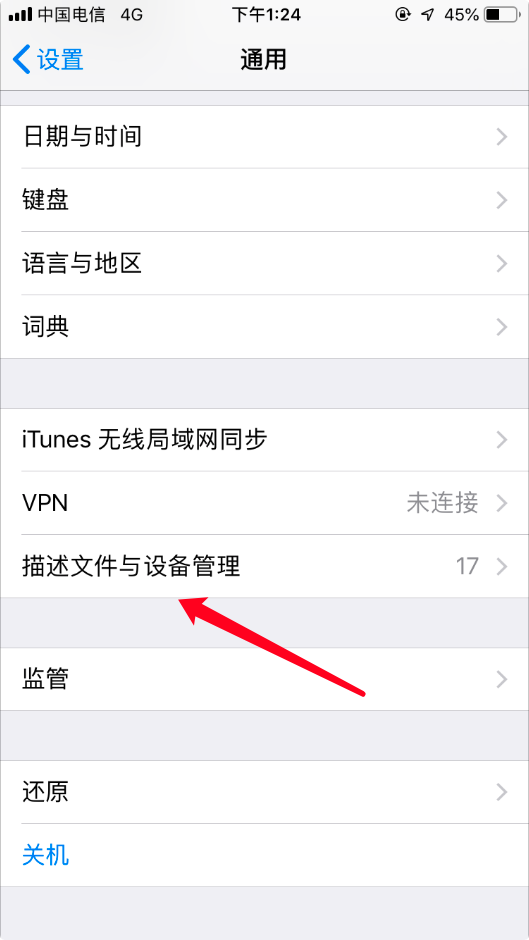 中国电信 4G 下午1:24 45%
设置 通用
日期与时间
键盘
语言与地区
词典
iTunes 无线局域网同步
VPN 未连接
描述文件与设备管理 17
监管
还原
关机